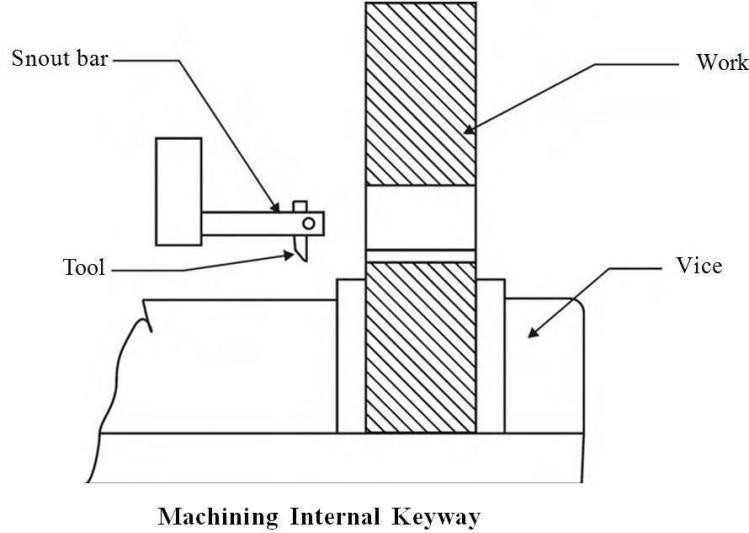 Snout bar
Work
Tool
Vice
Machining Internal Keyway